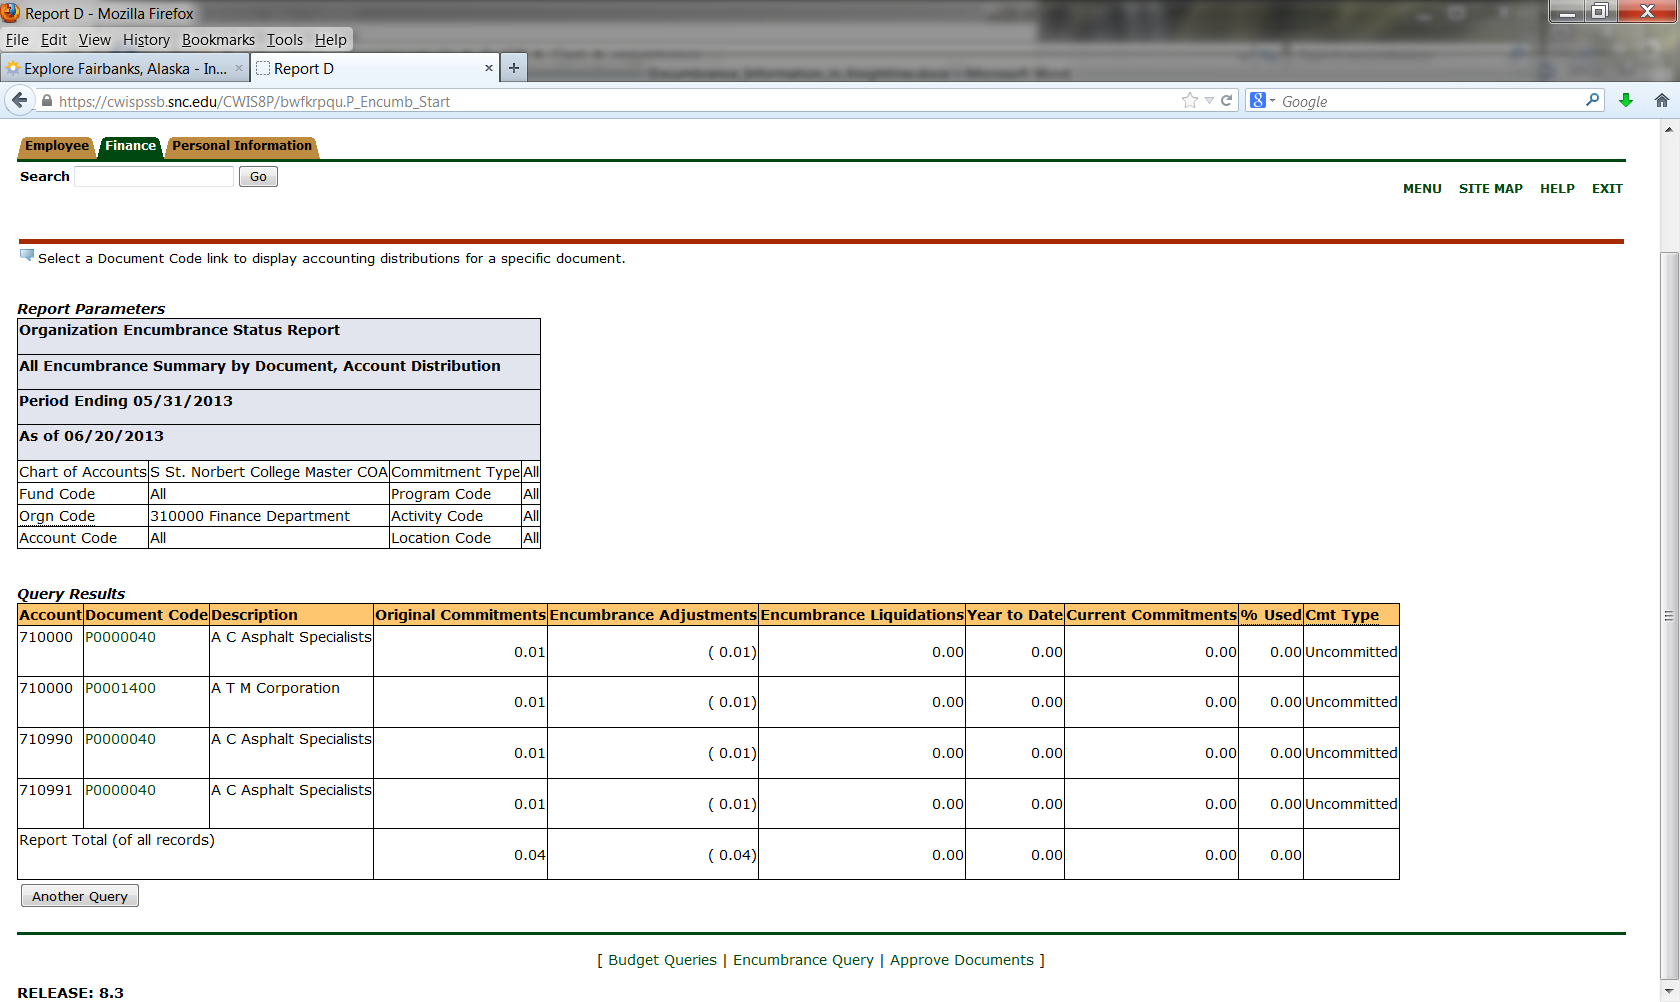 Report D - Mozilla Firefox
File Edit View History Bookmarks Tools Help
Explore Fairbanks, Alaska - In... × Report D × +
https://cwispssb.snc.edu/CWIS8P/bwfkrpqu.P_Encumb_Start Google
Employee Finance Personal Information
Search Go
MENU SITE MAP HELP EXIT
Select a Document Code link to display accounting distributions for a specific document.
Report Parameters
Organization Encumbrance Status Report
All Encumbrance Summary by Document, Account Distribution
Period Ending 05/31/2013
As of 06/20/2013
Chart of Accounts S St. Norbert College Master COA Commitment Type All
Fund Code All Program Code All
Orgn Code 310000 Finance Department Activity Code All
Account Code All Location Code All
Query Results
Account Document Code Description Original Commitments Encumbrance Adjustments Encumbrance Liquidations Year to Date Current Commitments % Used Cmt Type
710000 P0000040 A C Asphalt Specialists 0.01 ( 0.01) 0.00 0.00 0.00 0.00 Uncommitted
710000 P0001400 A T M Corporation 0.01 ( 0.01) 0.00 0.00 0.00 0.00 Uncommitted
710990 P0000040 A C Asphalt Specialists 0.01 ( 0.01) 0.00 0.00 0.00 0.00 Uncommitted
710991 P0000040 A C Asphalt Specialists 0.01 ( 0.01) 0.00 0.00 0.00 0.00 Uncommitted
Report Total (of all records) 0.04 ( 0.04) 0.00 0.00 0.00 0.00
Another Query
[ Budget Queries | Encumbrance Query | Approve Documents ]
RELEASE: 8.3